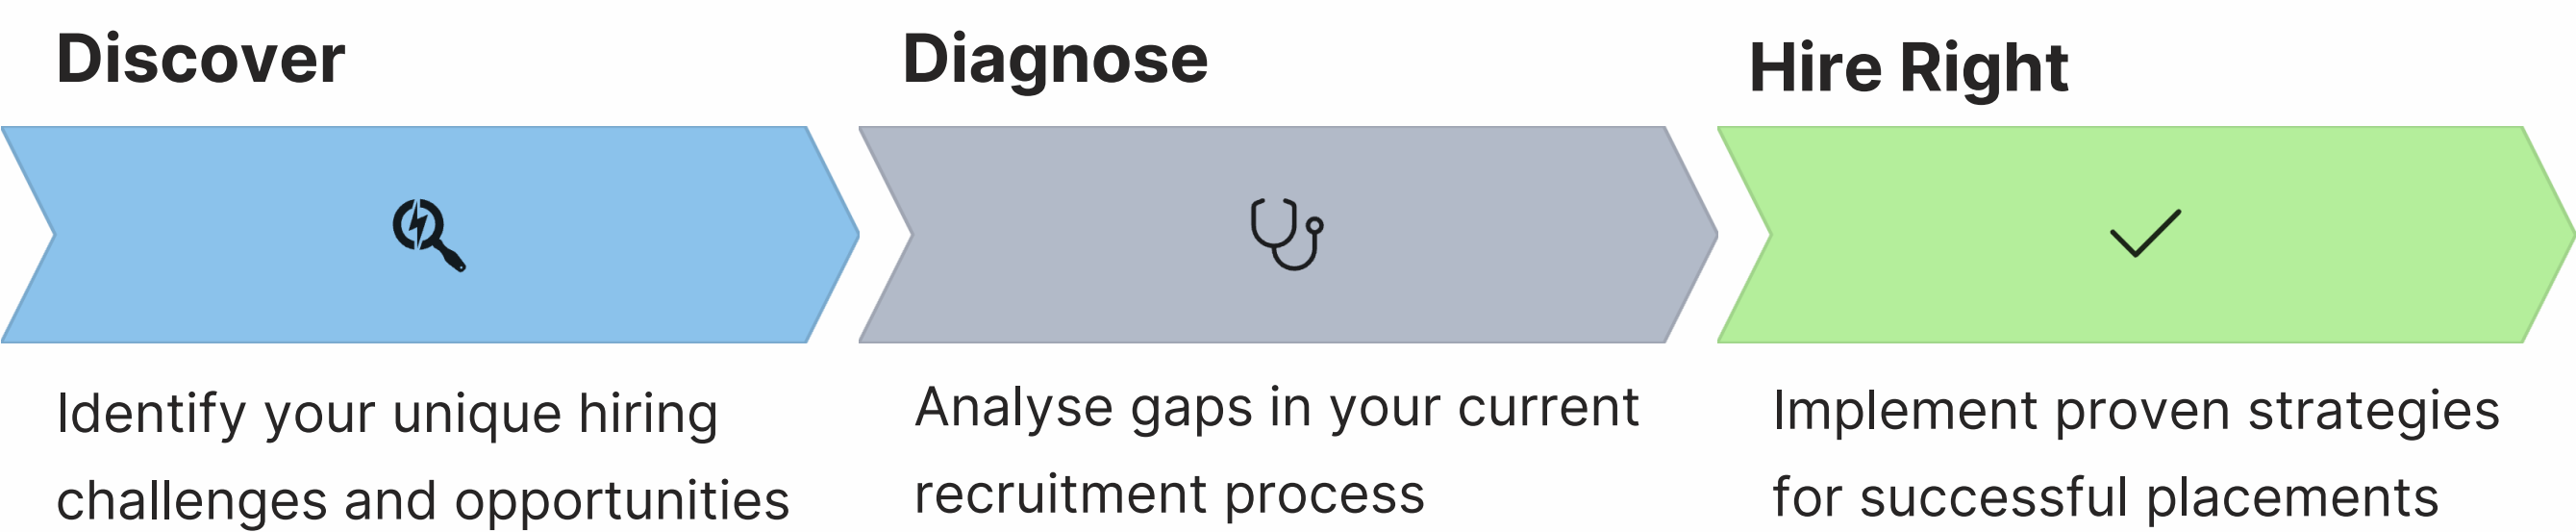 Discover
Identify your unique hiring
challenges and opportunities
Diagnose
Analyse gaps in your current
recruitment process
Hire Right
Implement proven strategies
for successful placements